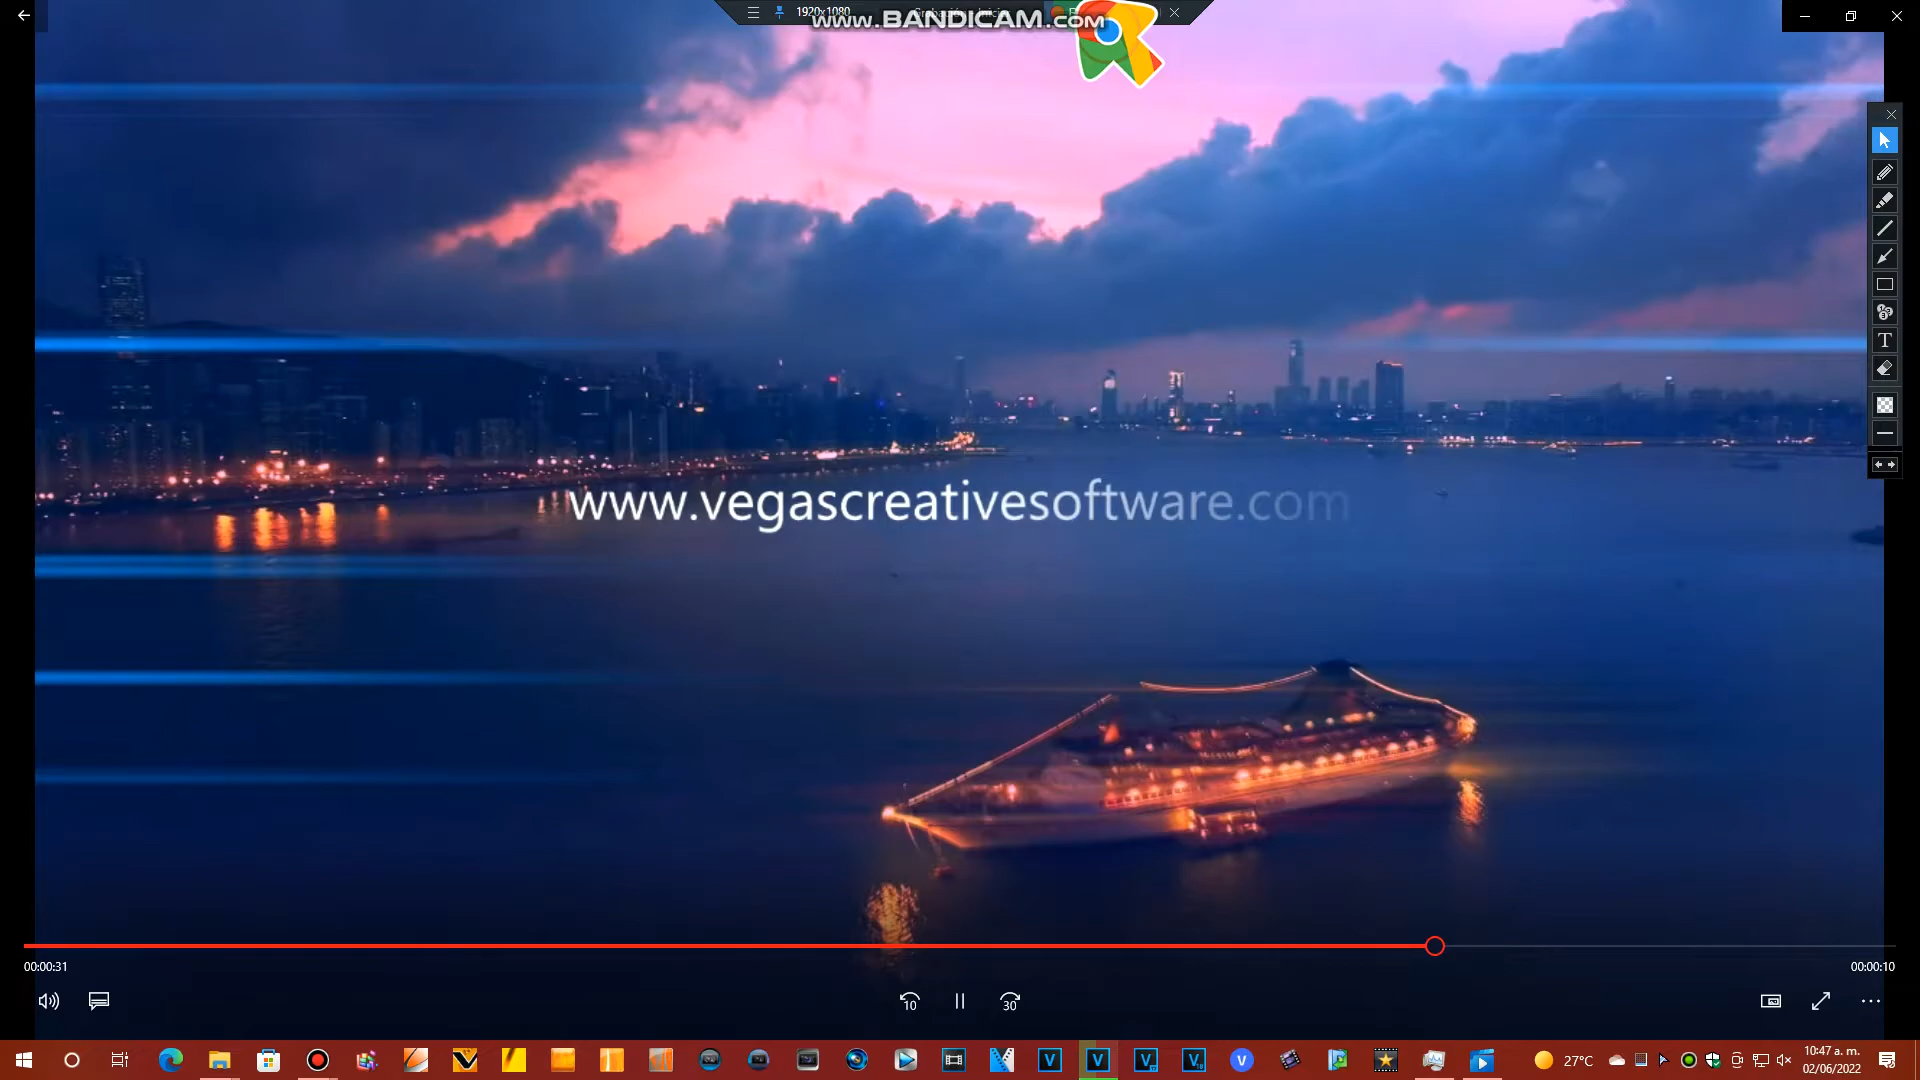 1920x1080
www.BANDICAM.com
www.vegascreativesoftware.com
00:00:31
00:00:10
10
30
T
V
V
V
V
V
27°C
10:47 a. m.
02/06/2022